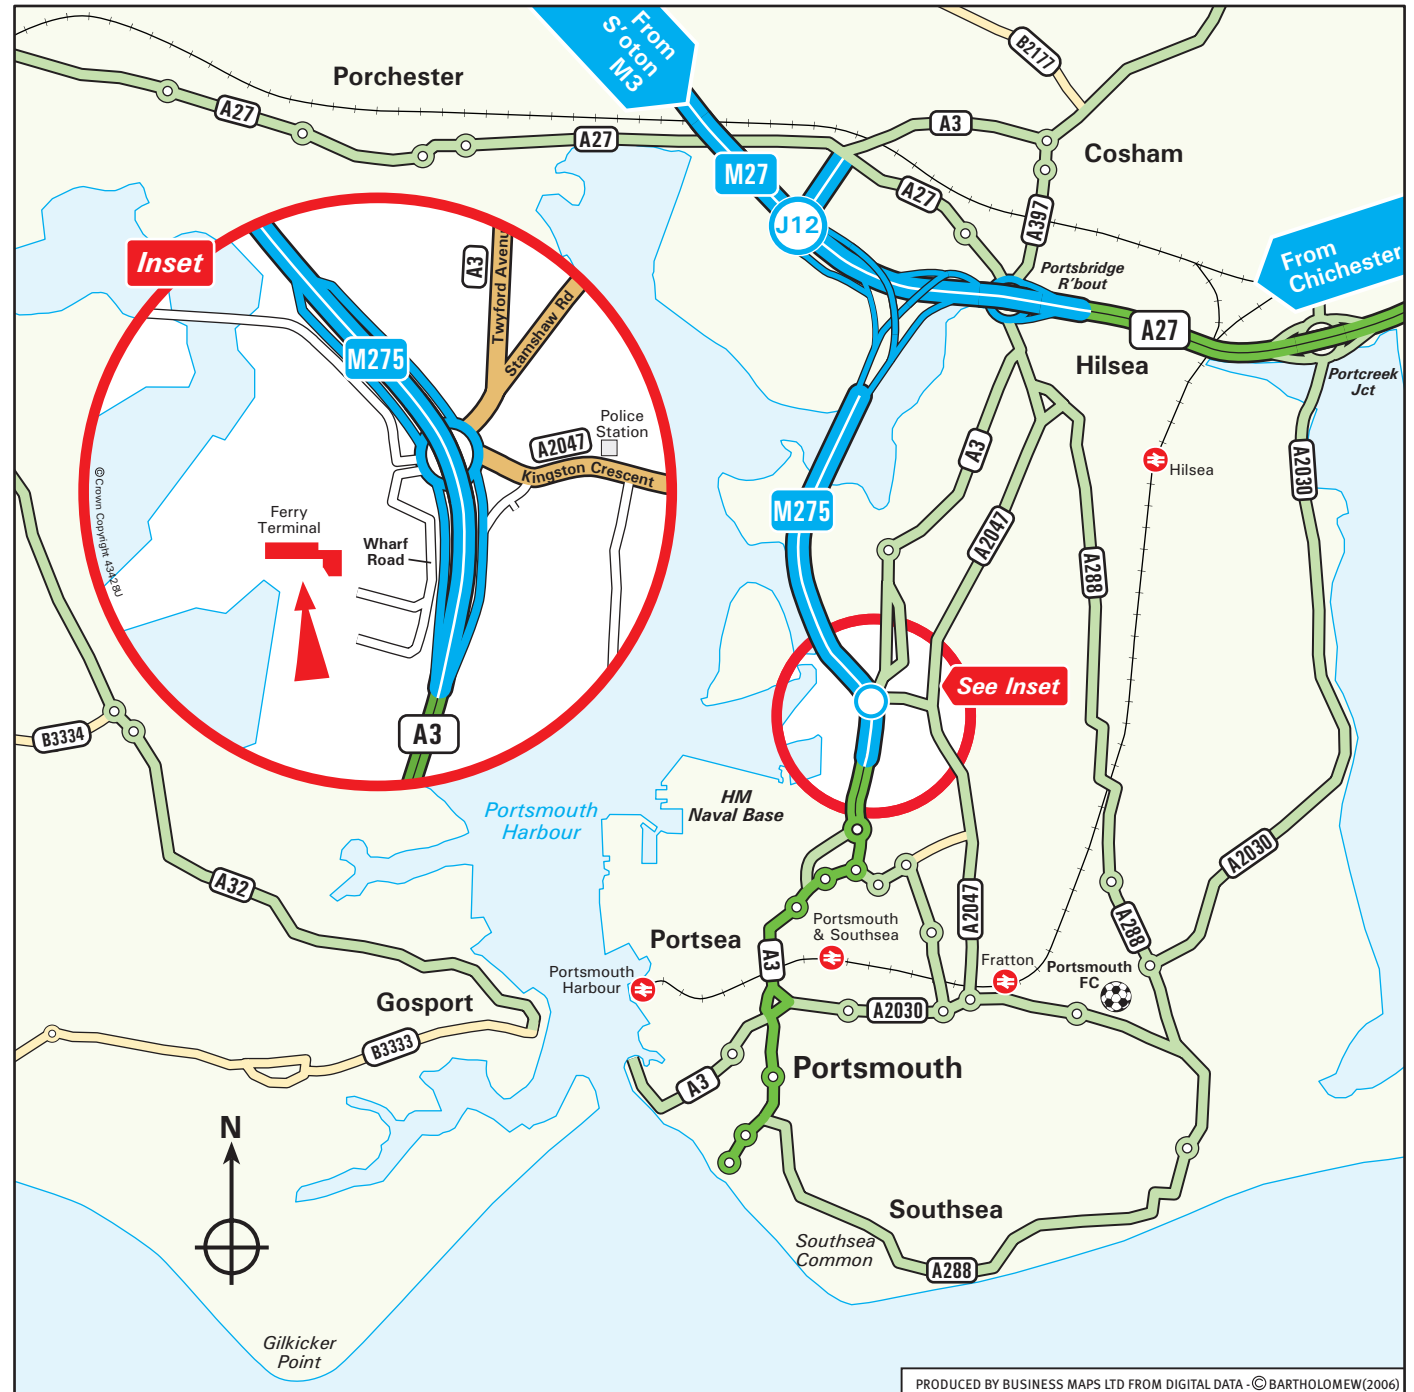 From
S'oton
M3
B2177
Porchester
A27
A27
A3
Cosham
M27
A27
A397
J12
From
Chichester
Portsbridge
R'bout
A27
Hilsea
Portcreek
Jct
Inset
A3
Twyford Avenu
Stamshaw Rd
M275
Police
Station
A2047
Kingston Crescent
©Crown Copyright 43428U
Ferry
Terminal
Wharf
Road
A3
A3
Hilsea
A2030
M275
A2047
A288
See Inset
B3334
Portsmouth
Harbour
HM
Naval Base
A32
A2030
A2047
A288
Portsmouth
& Southsea
Portsea
A3
Fratton
Portsmouth
FC
Portsmouth
Harbour
Gosport
A2030
B3333
A3
Portsmouth
N
Southsea
Southsea
Common
A288
Gilkicker
Point
PRODUCED BY BUSINESS MAPS LTD FROM DIGITAL DATA - © BARTHOLOMEW(2006)